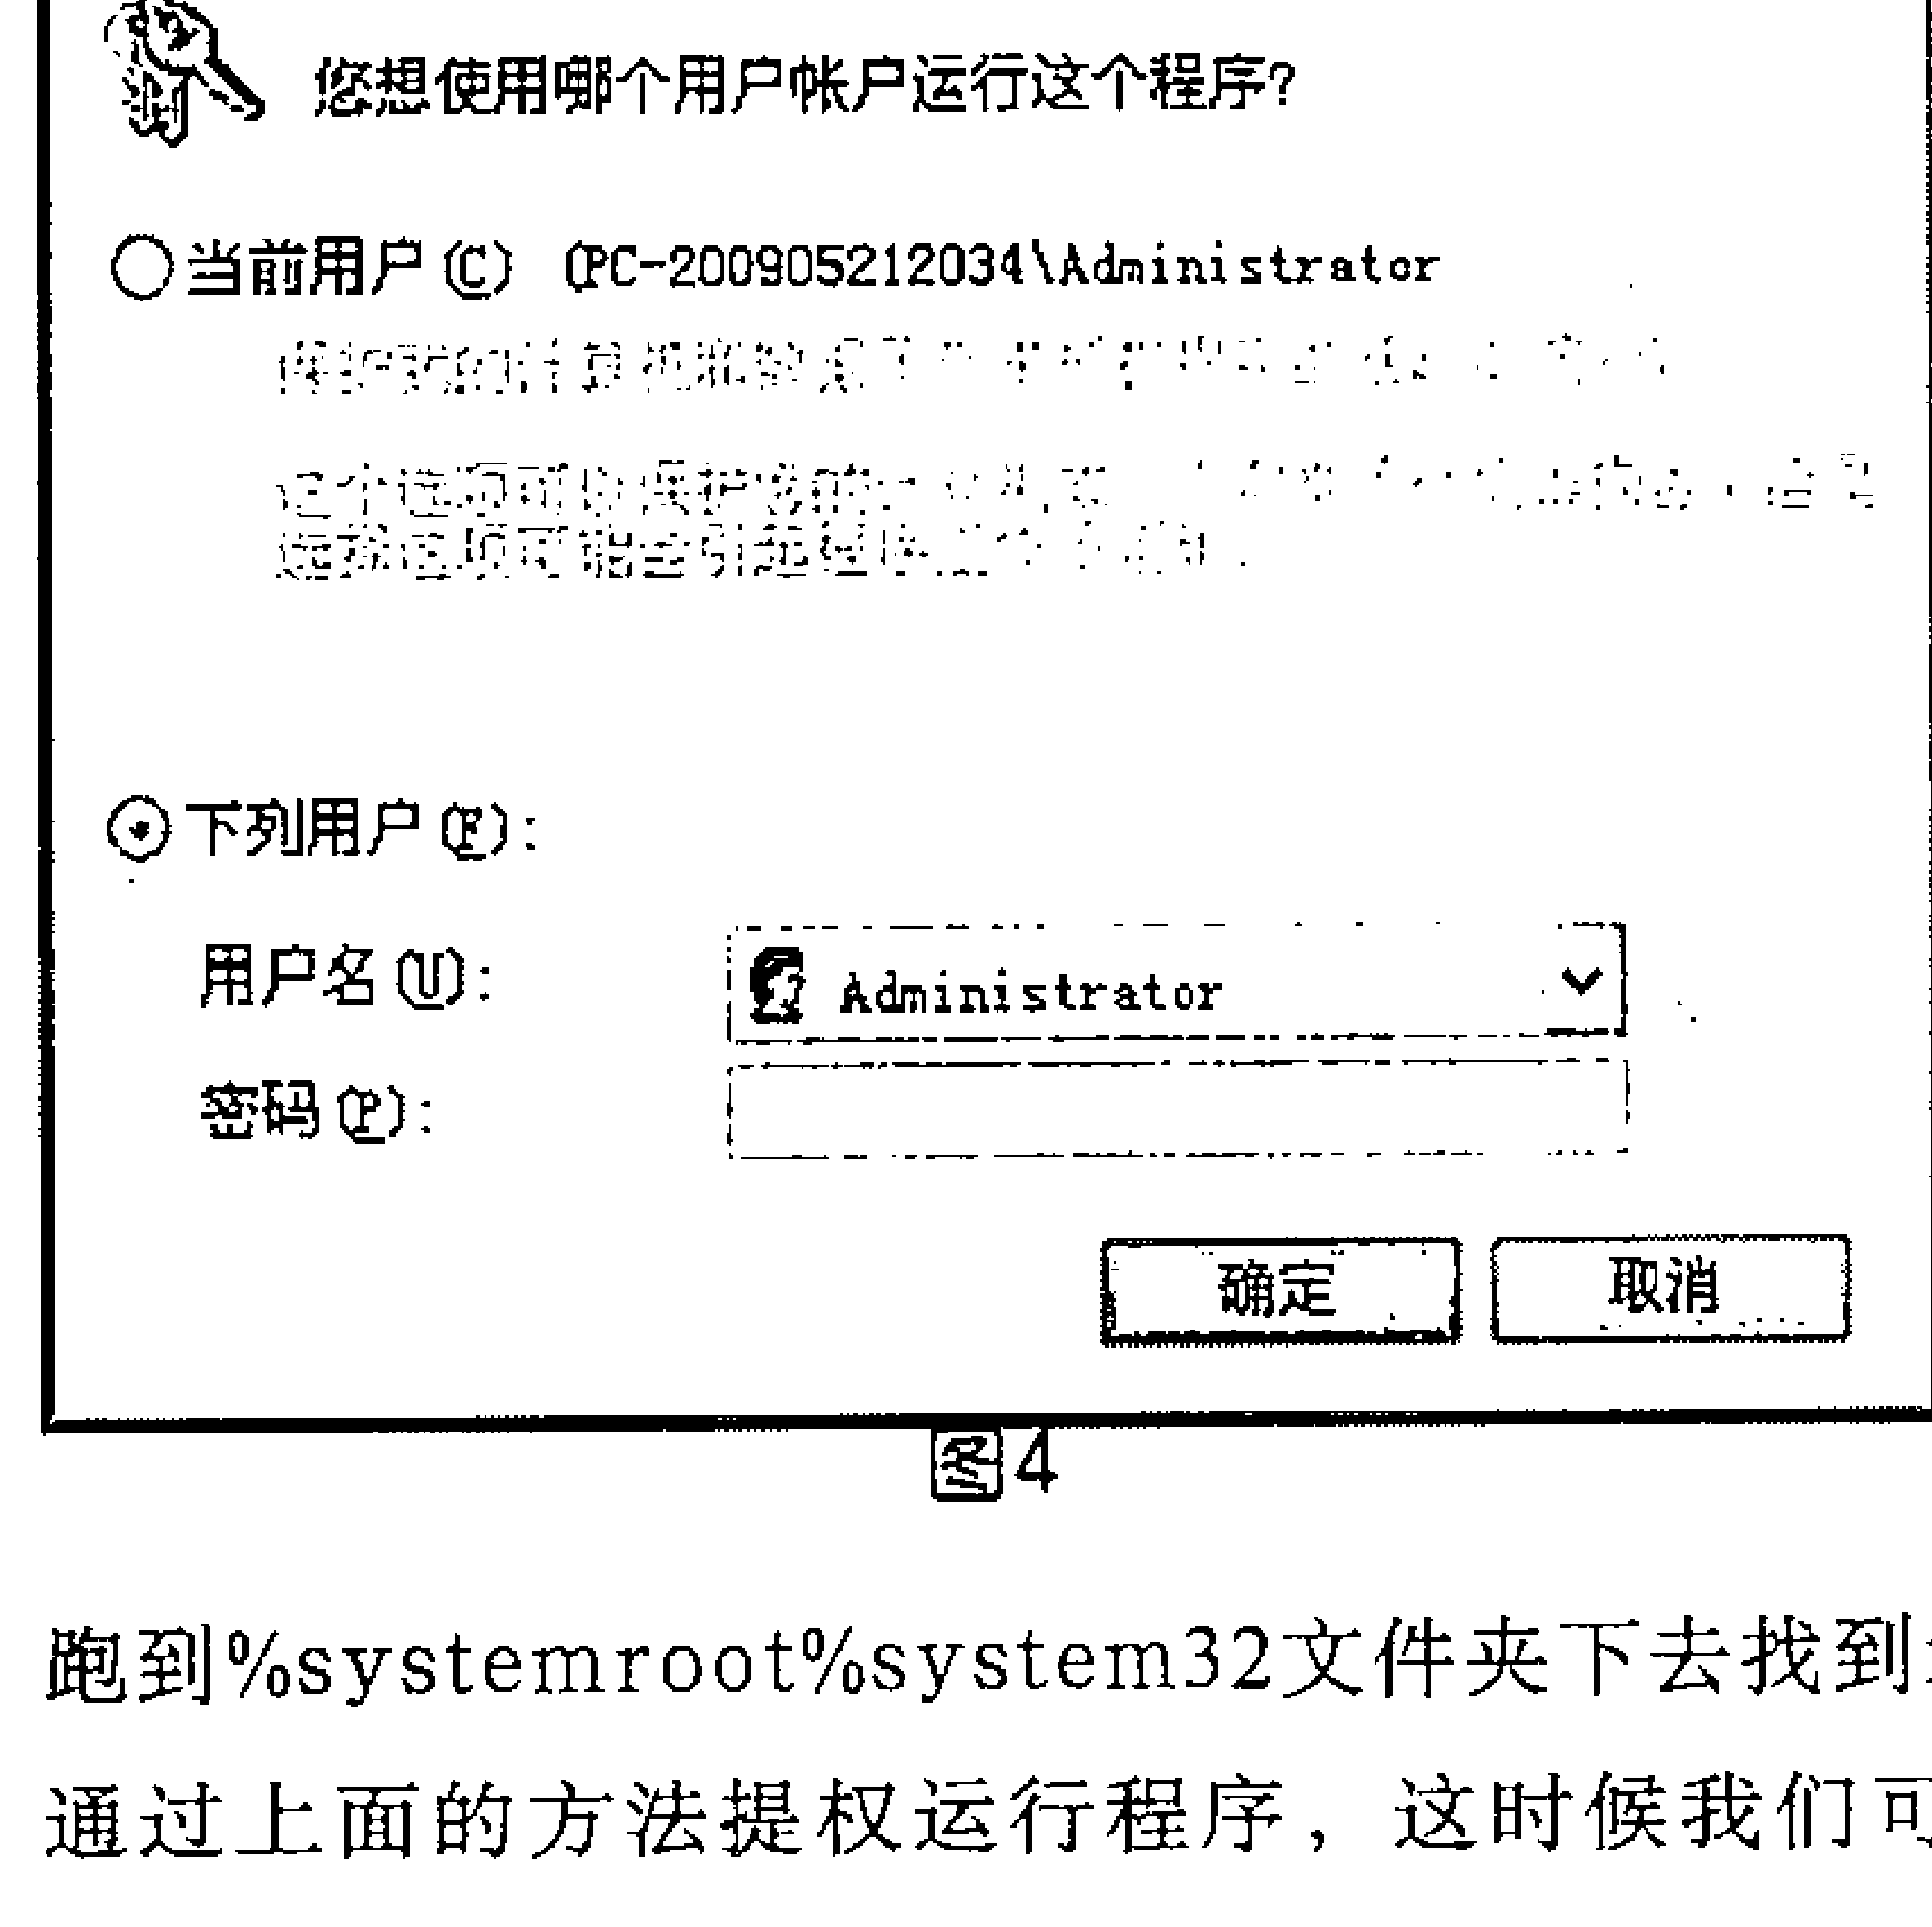 您想使用哪个用户帐户运行这个程序?
当前用户(C) (PC-200905212034\Administrator
下列用户(F):
用户名(U):
Administrator
密码(P):
确定
取消
图4
跑到%systemroot%system32文件夹下去找到
通过上面的方法提权运行程序，这时候我们可